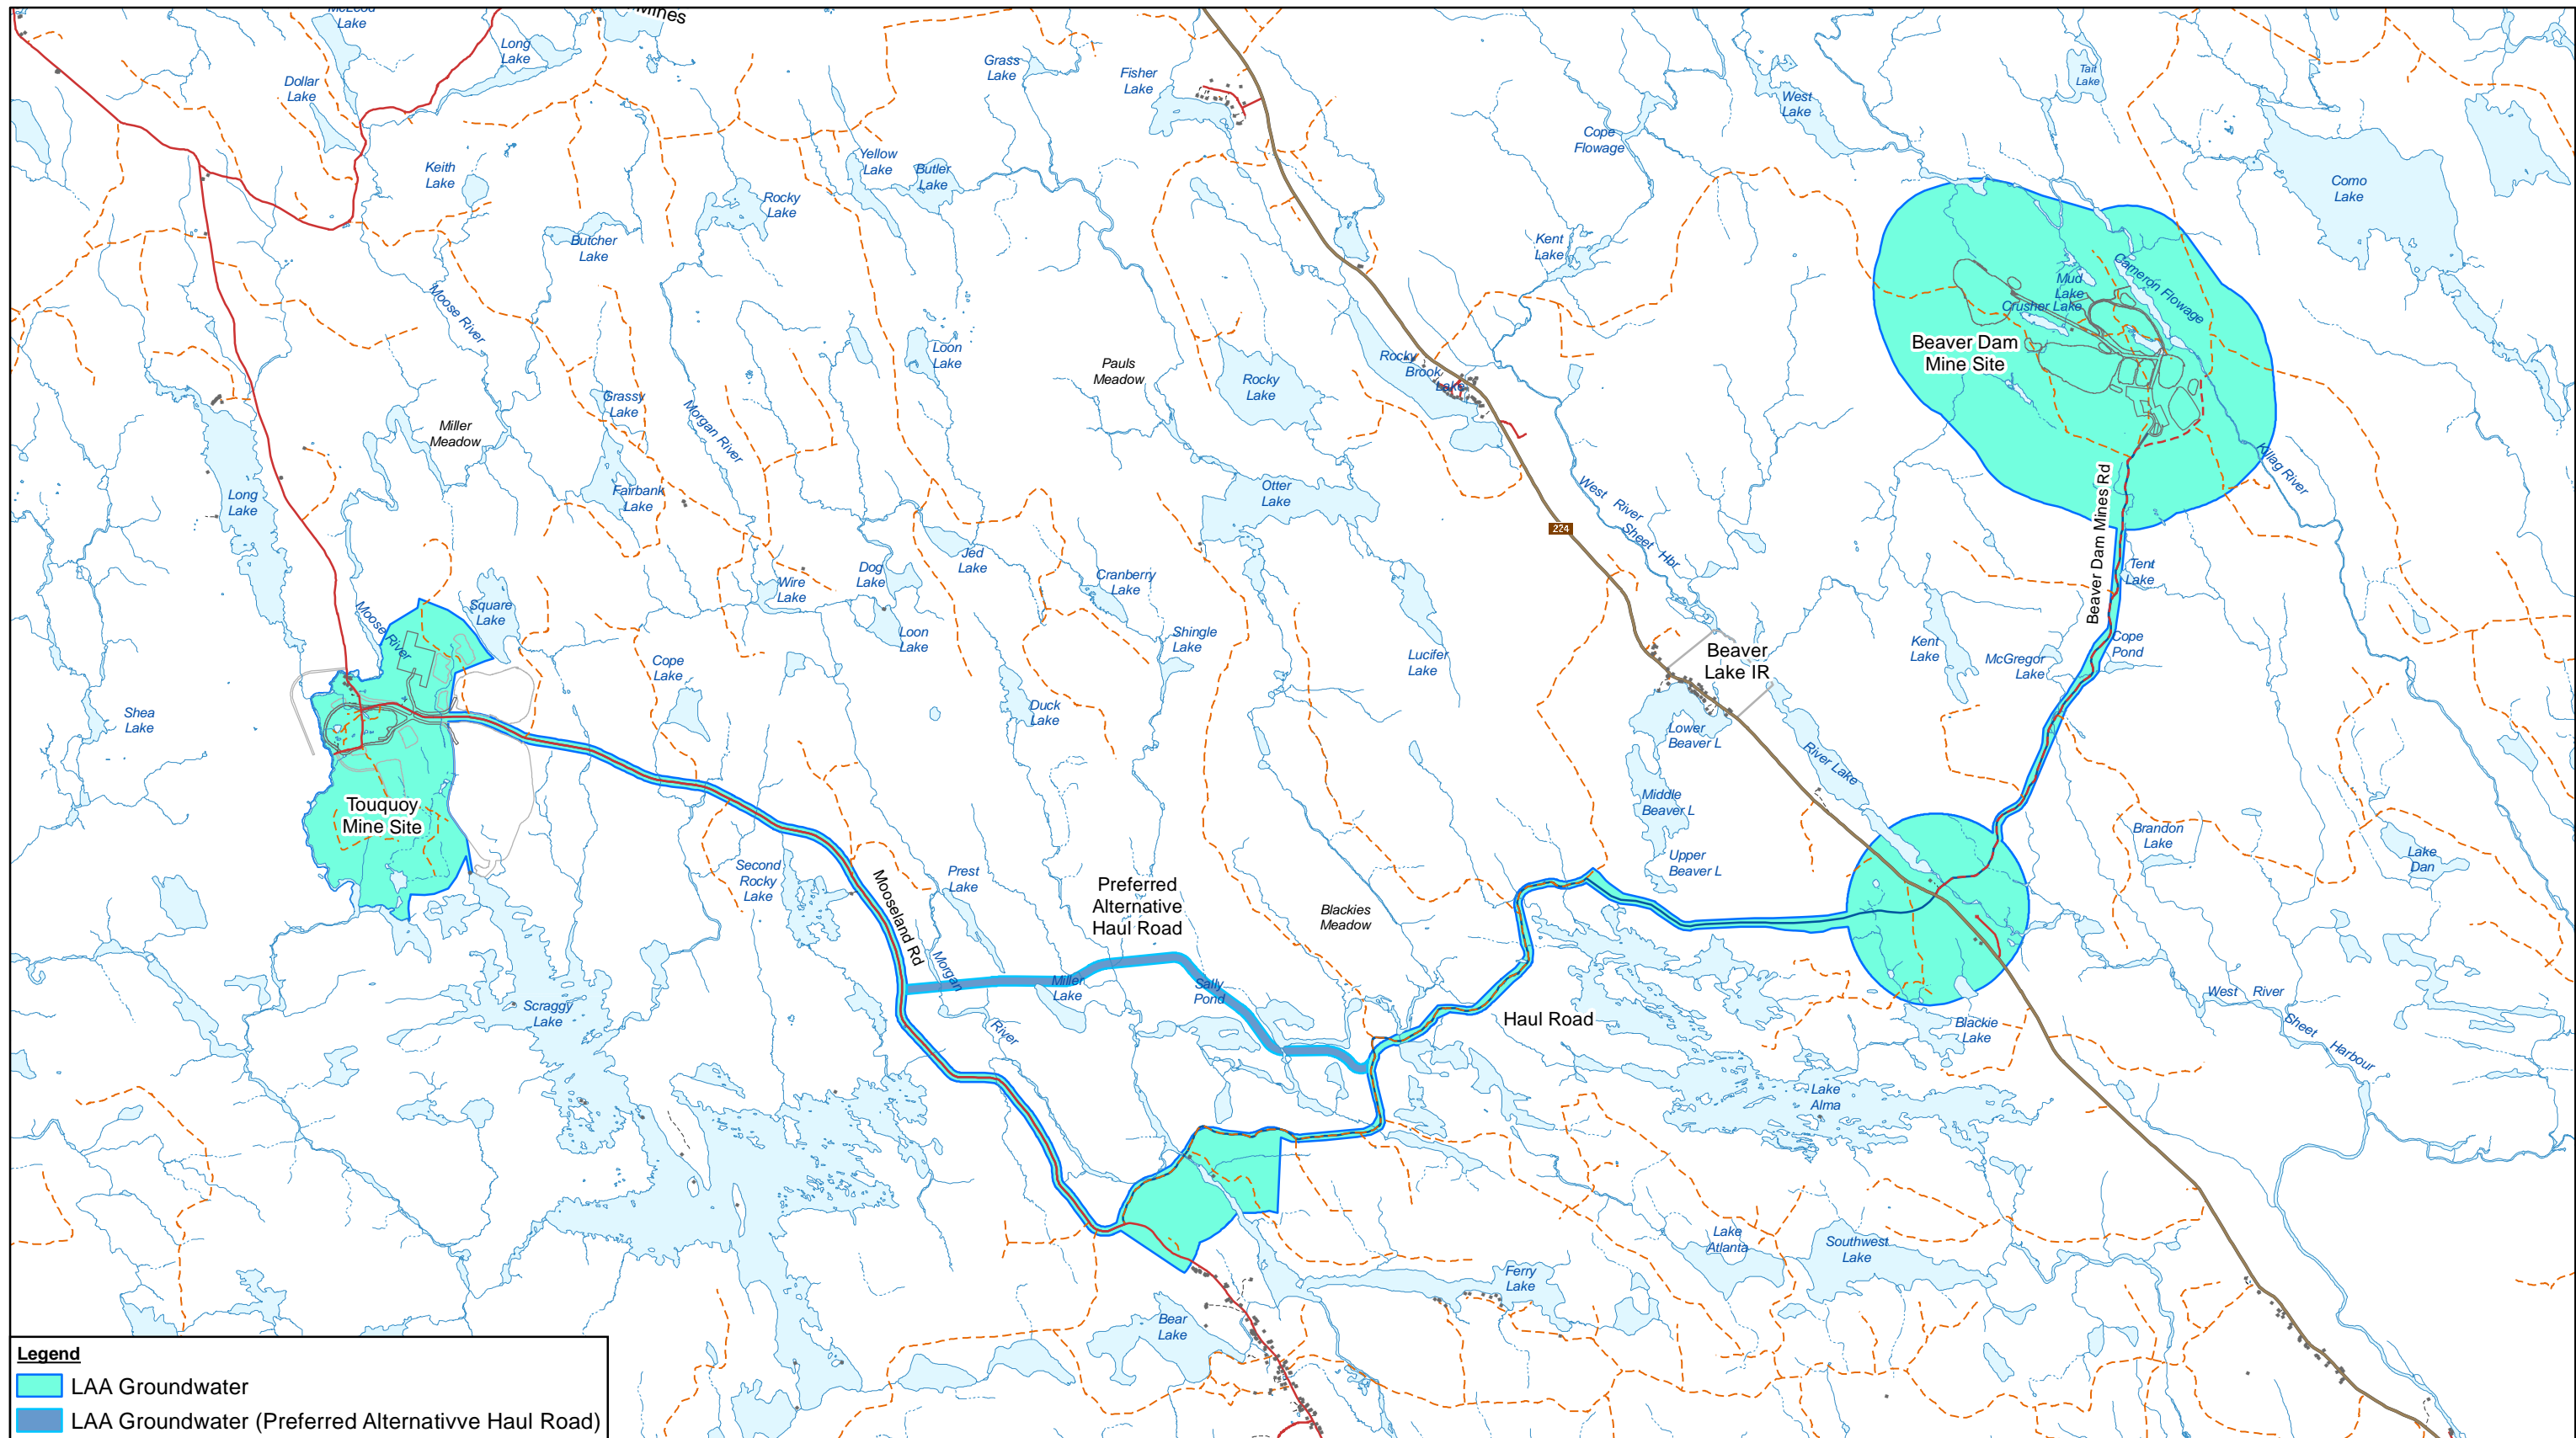 McLeod
Lake
Mines
Long
Lake
Dollar
Lake
Grass
Lake
Fisher
Lake
Tait
Lake
West
Lake
Cope
Flowage
Keith
Lake
Yellow
Lake
Butler
Lake
Rocky
Lake
Como
Lake
Butcher
Lake
Kent
Lake
Moose River
Mud
Lake
Cameron Flowage
Crusher Lake
Beaver Dam
Mine Site
Loon
Lake
Pauls
Meadow
Rocky
Lake
Rocky
Brook
Lake
Grassy
Lake
Morgan River
Miller
Meadow
Killag River
Long
Lake
Fairbank
Lake
Otter
Lake
West River
Sheet Hbr
224
Beaver Dam Mines Rd
Jed
Lake
Dog
Lake
Wire
Lake
Cranberry
Lake
Tent
Lake
Moose River
Square
Lake
Loon
Lake
Shingle
Lake
Lucifer
Lake
Beaver
Lake IR
Kent
Lake
McGregor
Lake
Cope
Pond
Cope
Lake
Shea
Lake
Duck
Lake
Lower
Beaver L
River Lake
Middle
Beaver L
Touquoy
Mine Site
Brandon
Lake
Lake
Dan
Second
Rocky
Lake
Mooseland Rd
Prest
Lake
Preferred
Alternative
Haul Road
Upper
Beaver L
Blackies
Meadow
Morgan
River
Miller
Lake
Sally
Pond
Scraggy
Lake
Haul Road
Blackie
Lake
West River
Sheet
Harbour
Lake
Alma
Lake
Atlanta
Southwest
Lake
Ferry
Lake
Bear
Lake
Legend
LAA Groundwater
LAA Groundwater (Preferred Alternativve Haul Road)